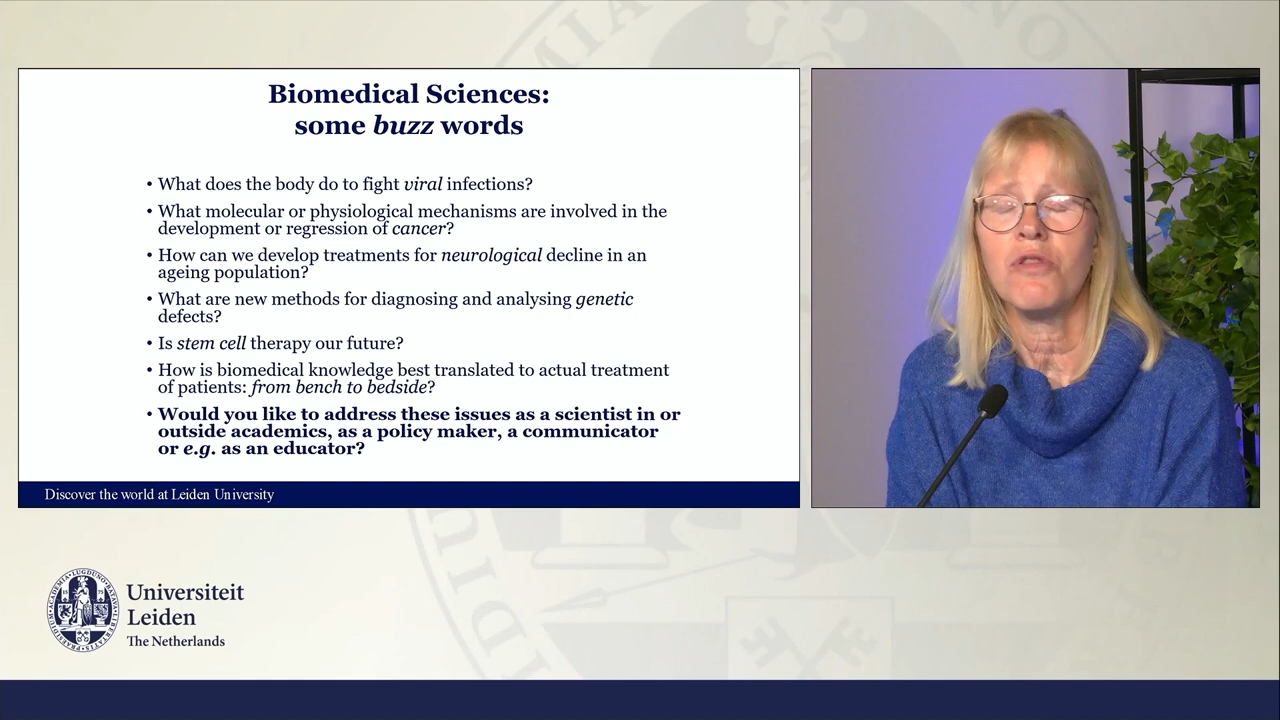 Biomedical Sciences:
some buzz words
• What does the body do to fight viral infections?
• What molecular or physiological mechanisms are involved in the
development or regression of cancer?
• How can we develop treatments for neurological decline in an
ageing population?
• What are new methods for diagnosing and analysing genetic
defects?
• Is stem cell therapy our future?
• How is biomedical knowledge best translated to actual treatment
of patients: from bench to bedside?
• Would you like to address these issues as a scientist in or
outside academics, as a policy maker, a communicator
or e.g. as an educator?
Discover the world at Leiden University
Universiteit
Leiden
The Netherlands